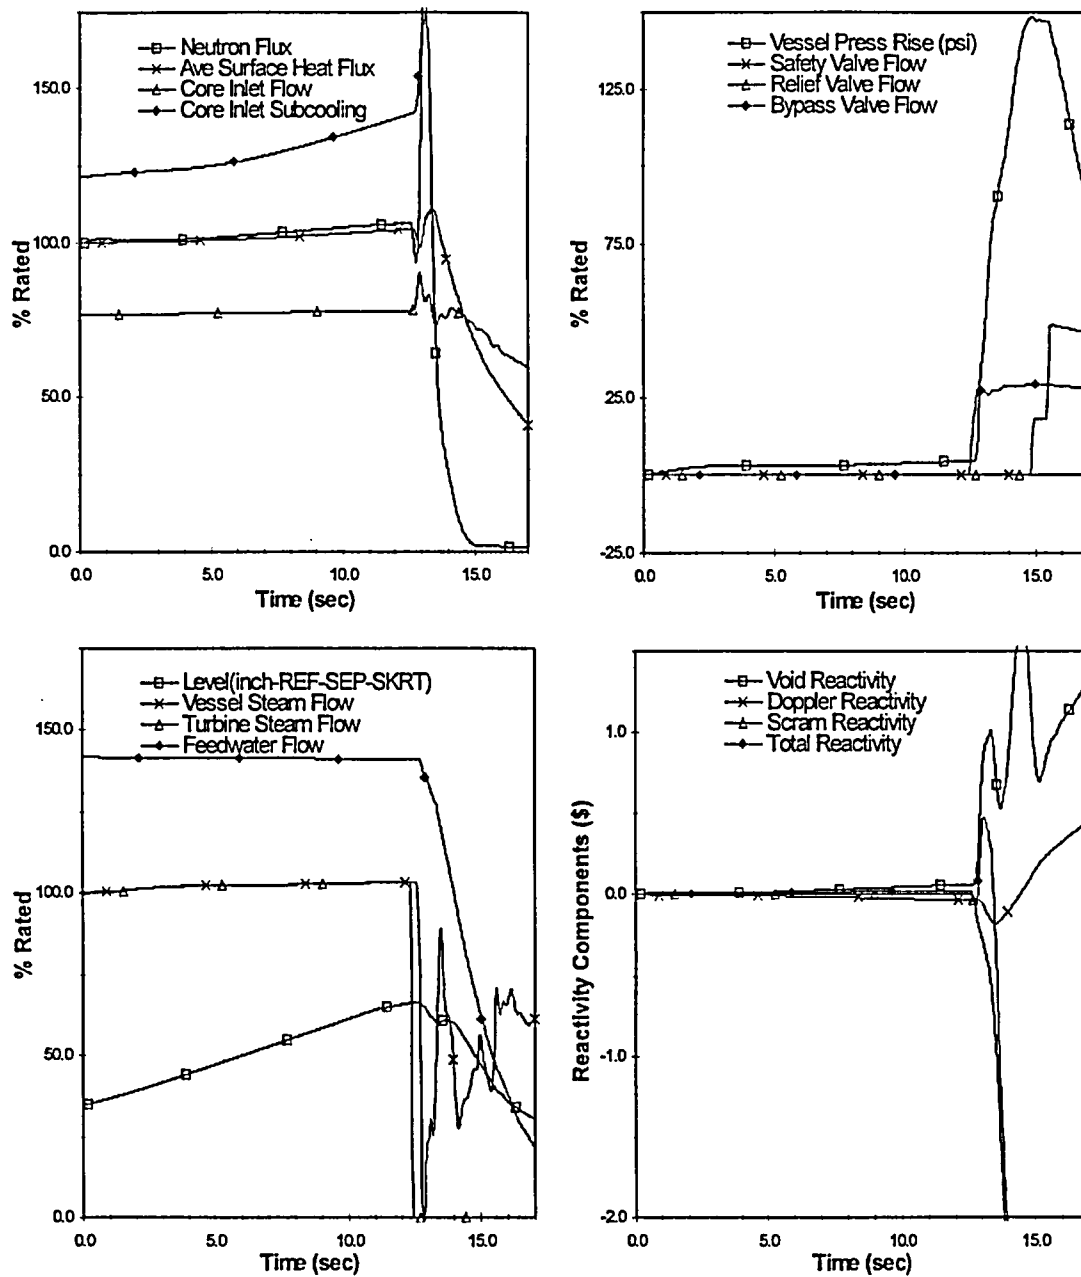 Neutron Flux
Ave Surface Heat Flux
Core Inlet Flow
Core Inlet Subcooling
150.0
100.0
50.0
0.0
% Rated
0.0 5.0 10.0 15.0
Time (sec)
Vessel Press Rise (psi)
Safety Valve Flow
Relief Valve Flow
Bypass Valve Flow
125.0
75.0
25.0
-25.0
% Rated
0.0 5.0 10.0 15.0
Time (sec)
Level(inch-REF-SEP-SKRT)
Vessel Steam Flow
Turbine Steam Flow
Feedwater Flow
150.0
100.0
50.0
0.0
% Rated
0.0 5.0 10.0 15.0
Time (sec)
Void Reactivity
Doppler Reactivity
Scram Reactivity
Total Reactivity
1.0
0.0
-1.0
-2.0
Reactivity Components ($)
0.0 5.0 10.0 15.0
Time (sec)